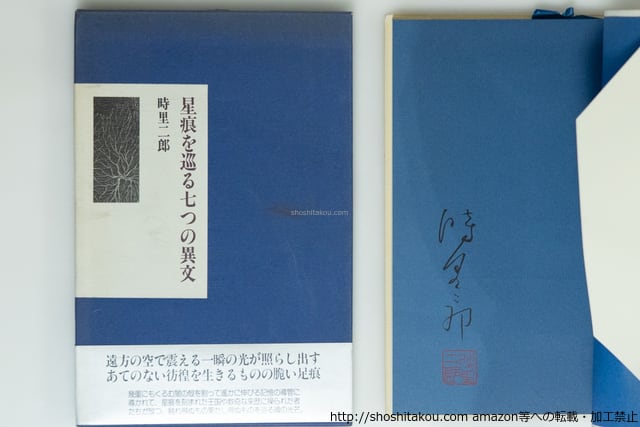 星痕を巡る七つの異文
時里二郎
shoshitakou.com
遠方の空で震える一瞬の光が照らし出す
あてのない彷徨を生きるものの脆い足痕
時里二郎
http://shoshitakou.com amazon等への転載・加工禁止